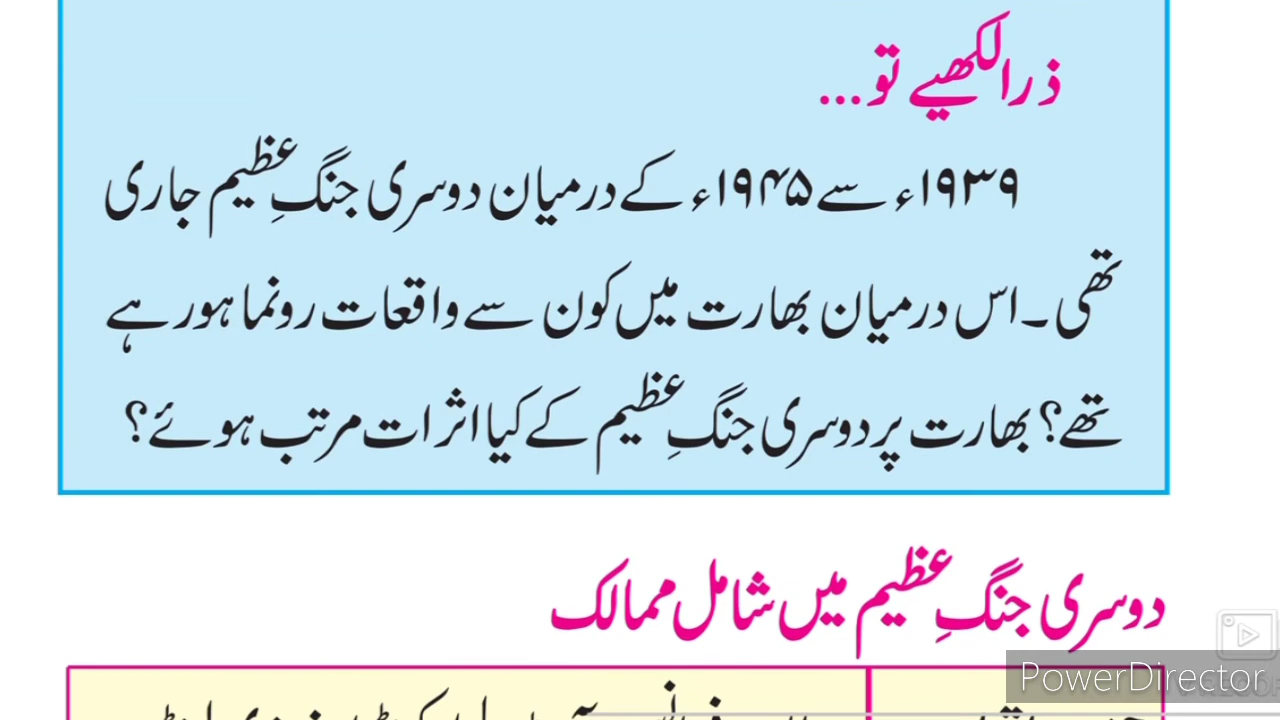 ذرا لکھیے تو...
۱۹۳۹ء سے ۱۹۴۵ء کے درمیان دوسری جنگِ عظیم جاری
تھی۔ اس درمیان بھارت میں کون سے واقعات رونما ہو رہے
تھے؟ بھارت پر دوسری جنگِ عظیم کے کیا اثرات مرتب ہوئے؟
دوسری جنگِ عظیم میں شامل ممالک
PowerDirector